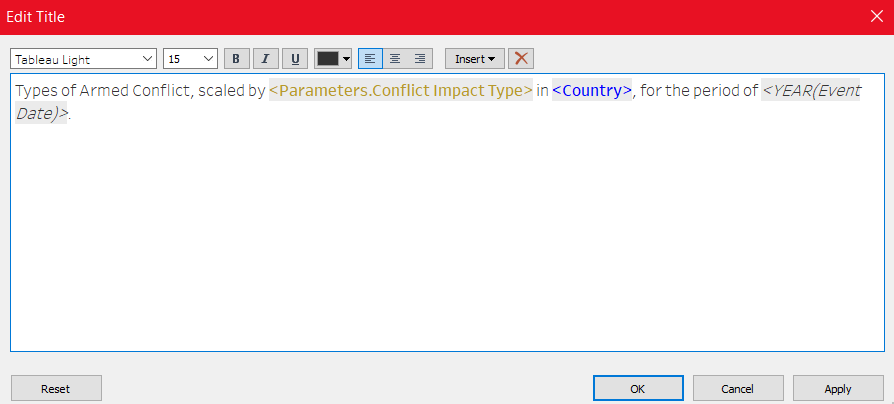 Edit Title
Tableau Light 15 B I U Insert
Types of Armed Conflict, scaled by <Parameters.Conflict Impact Type> in <Country>, for the period of <YEAR(Event
Date)>.
Reset OK Cancel Apply